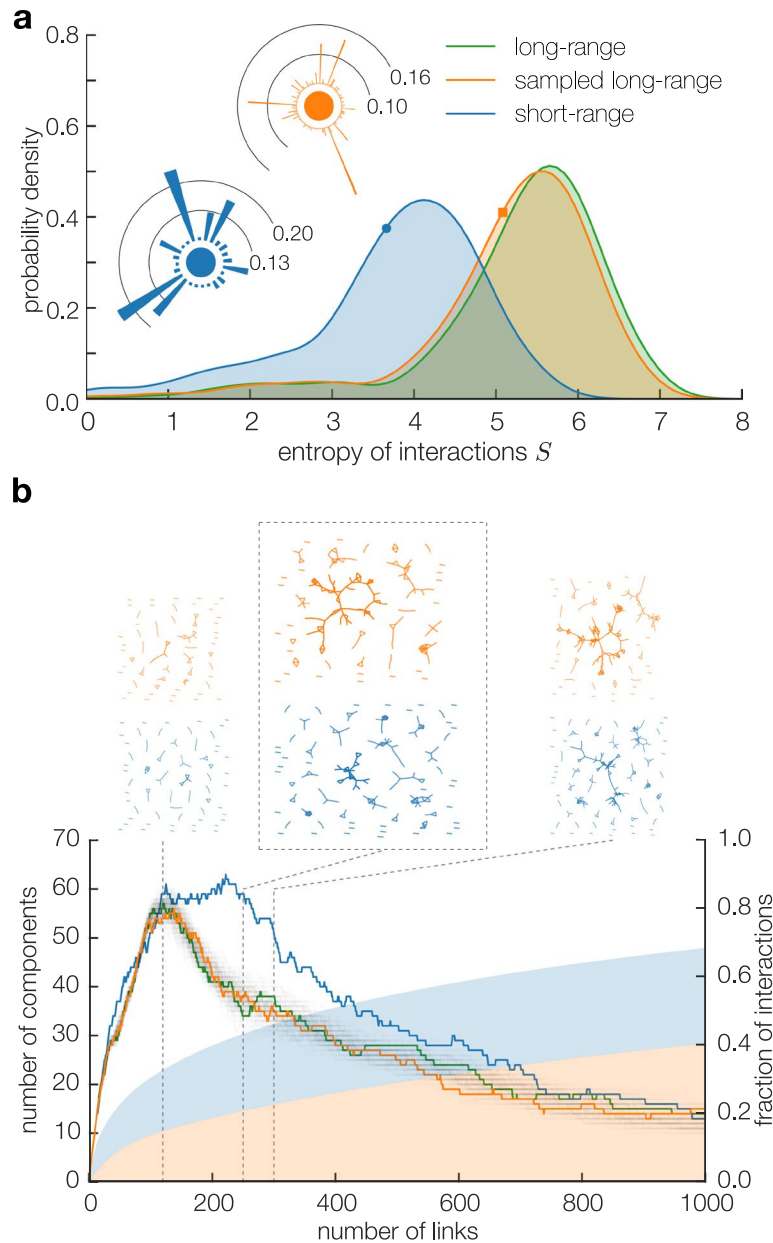 a
0.8
0.6
0.4
0.2
0.0
probability density
0 1 2 3 4 5 6 7 8
entropy of interactions S
long-range
sampled long-range
short-range
0.16
0.10
0.20
0.13
b
70
60
50
40
30
20
10
0
number of components
1.0
0.8
0.6
0.4
0.2
0.0
fraction of interactions
0 200 400 600 800 1000
number of links